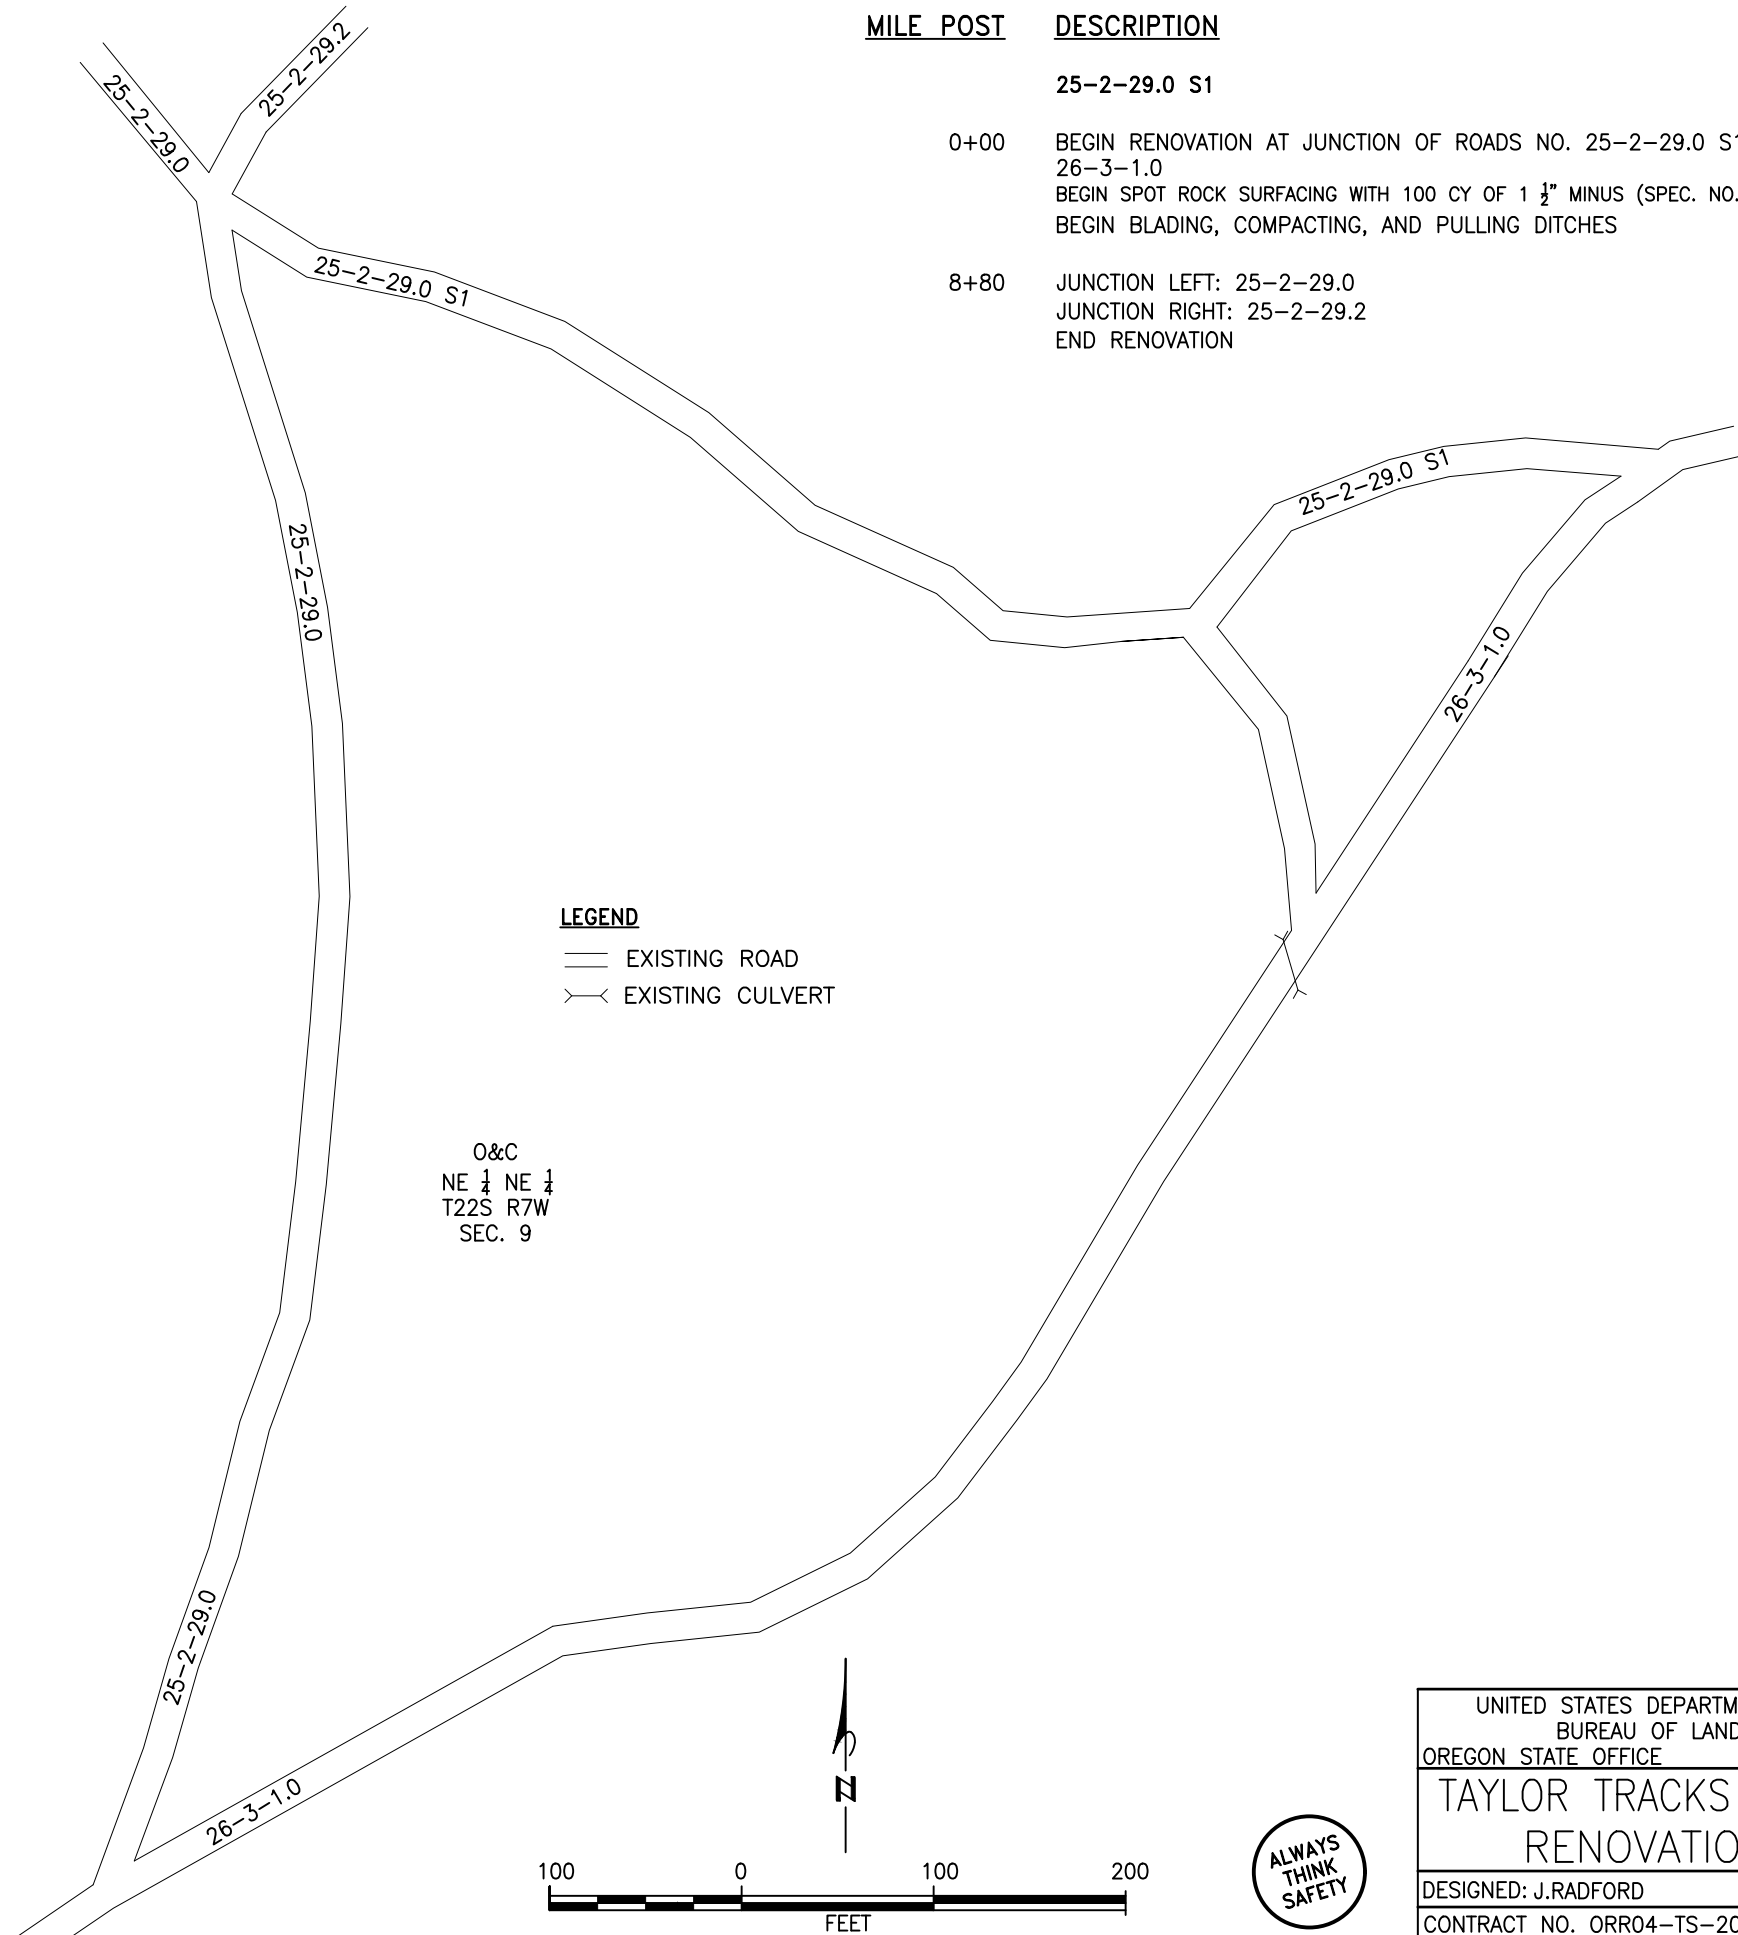 MILE POST DESCRIPTION
25-2-29.0 S1
0+00 BEGIN RENOVATION AT JUNCTION OF ROADS NO. 25-2-29.0 S1
26-3-1.0
BEGIN SPOT ROCK SURFACING WITH 100 CY OF 1 ½" MINUS (SPEC. NO.
BEGIN BLADING, COMPACTING, AND PULLING DITCHES
8+80 JUNCTION LEFT: 25-2-29.0
JUNCTION RIGHT: 25-2-29.2
END RENOVATION
25-2-29.0
25-2-29.2
25-2-29.0 S1
25-2-29.0 S1
25-2-29.0
26-3-1.0
LEGEND
EXISTING ROAD
EXISTING CULVERT
O&C
NE ¼ NE ¼
T22S R7W
SEC. 9
25-2-29.0
26-3-1.0
N
100 0 100 200
FEET
ALWAYS
THINK
SAFETY
UNITED STATES DEPARTM
BUREAU OF LAND
OREGON STATE OFFICE
TAYLOR TRACKS
RENOVATIO
DESIGNED: J.RADFORD
CONTRACT NO. ORR04-TS-20